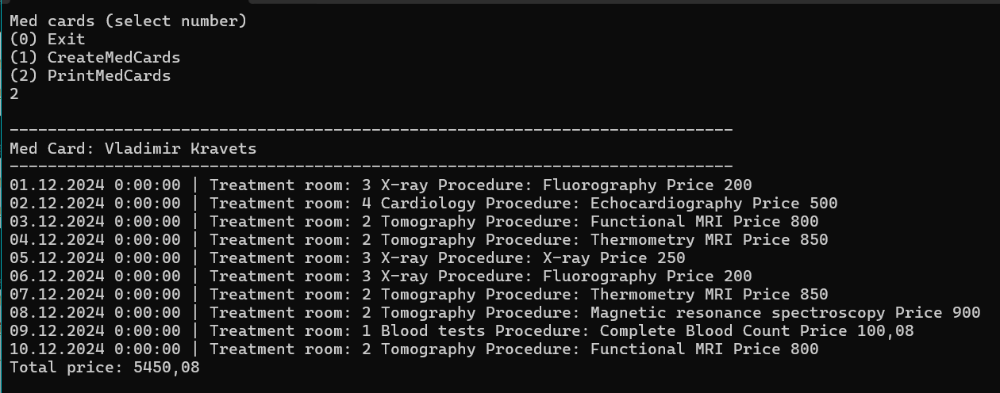 Med cards (select number)
(0) Exit
(1) CreateMedCards
(2) PrintMedCards
2
----------------------------------------------------------------------------
Med Card: Vladimir Kravets
----------------------------------------------------------------------------
01.12.2024 0:00:00 | Treatment room: 3 X-ray Procedure: Fluorography Price 200
02.12.2024 0:00:00 | Treatment room: 4 Cardiology Procedure: Echocardiography Price 500
03.12.2024 0:00:00 | Treatment room: 2 Tomography Procedure: Functional MRI Price 800
04.12.2024 0:00:00 | Treatment room: 2 Tomography Procedure: Thermometry MRI Price 850
05.12.2024 0:00:00 | Treatment room: 3 X-ray Procedure: X-ray Price 250
06.12.2024 0:00:00 | Treatment room: 3 X-ray Procedure: Fluorography Price 200
07.12.2024 0:00:00 | Treatment room: 2 Tomography Procedure: Thermometry MRI Price 850
08.12.2024 0:00:00 | Treatment room: 2 Tomography Procedure: Magnetic resonance spectroscopy Price 900
09.12.2024 0:00:00 | Treatment room: 1 Blood tests Procedure: Complete Blood Count Price 100,08
10.12.2024 0:00:00 | Treatment room: 2 Tomography Procedure: Functional MRI Price 800
Total price: 5450,08